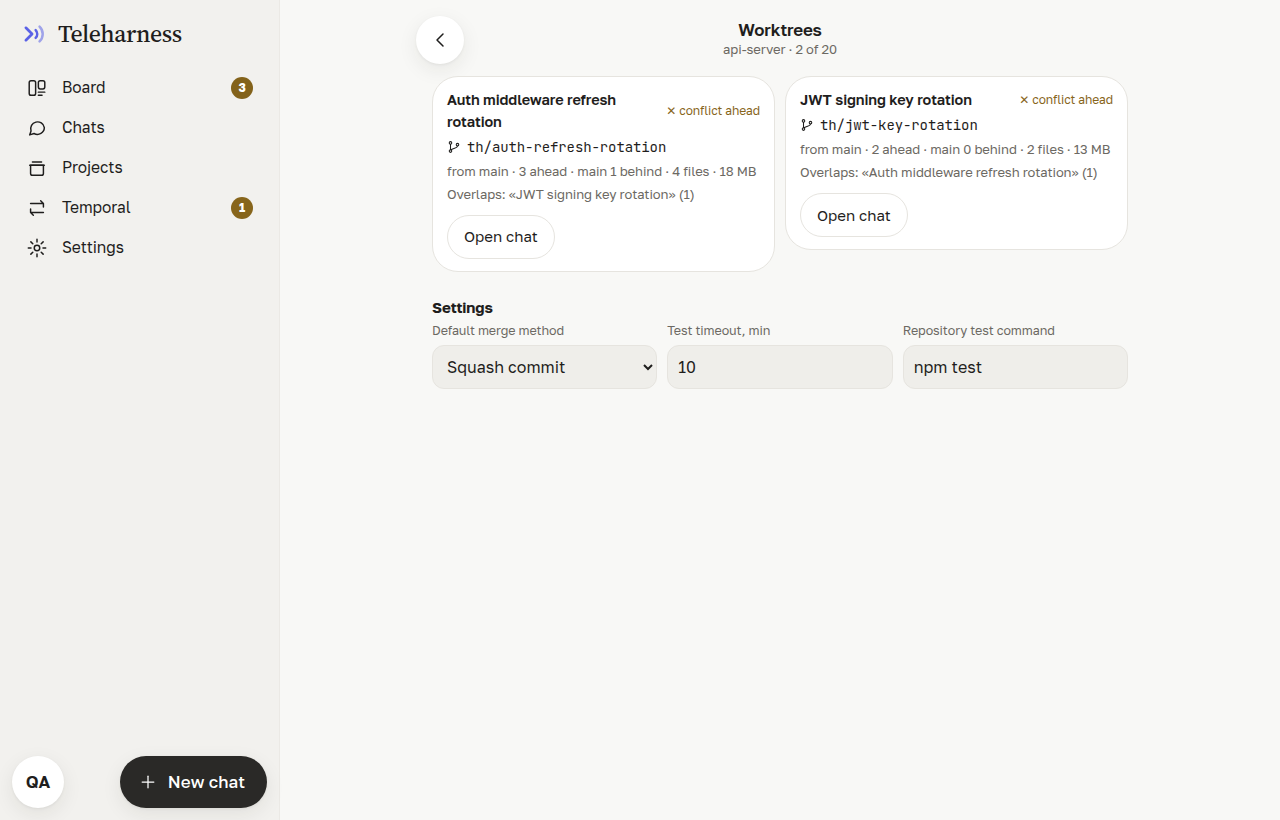 Teleharness
Board 3
Chats
Projects
Temporal 1
Settings
QA
New chat
Worktrees
api-server · 2 of 20
Auth middleware refresh rotation
✕ conflict ahead
th/auth-refresh-rotation
from main · 3 ahead · main 1 behind · 4 files · 18 MB
Overlaps: «JWT signing key rotation» (1)
Open chat
JWT signing key rotation
✕ conflict ahead
th/jwt-key-rotation
from main · 2 ahead · main 0 behind · 2 files · 13 MB
Overlaps: «Auth middleware refresh rotation» (1)
Open chat
Settings
Default merge method
Squash commit
Test timeout, min
10
Repository test command
npm test